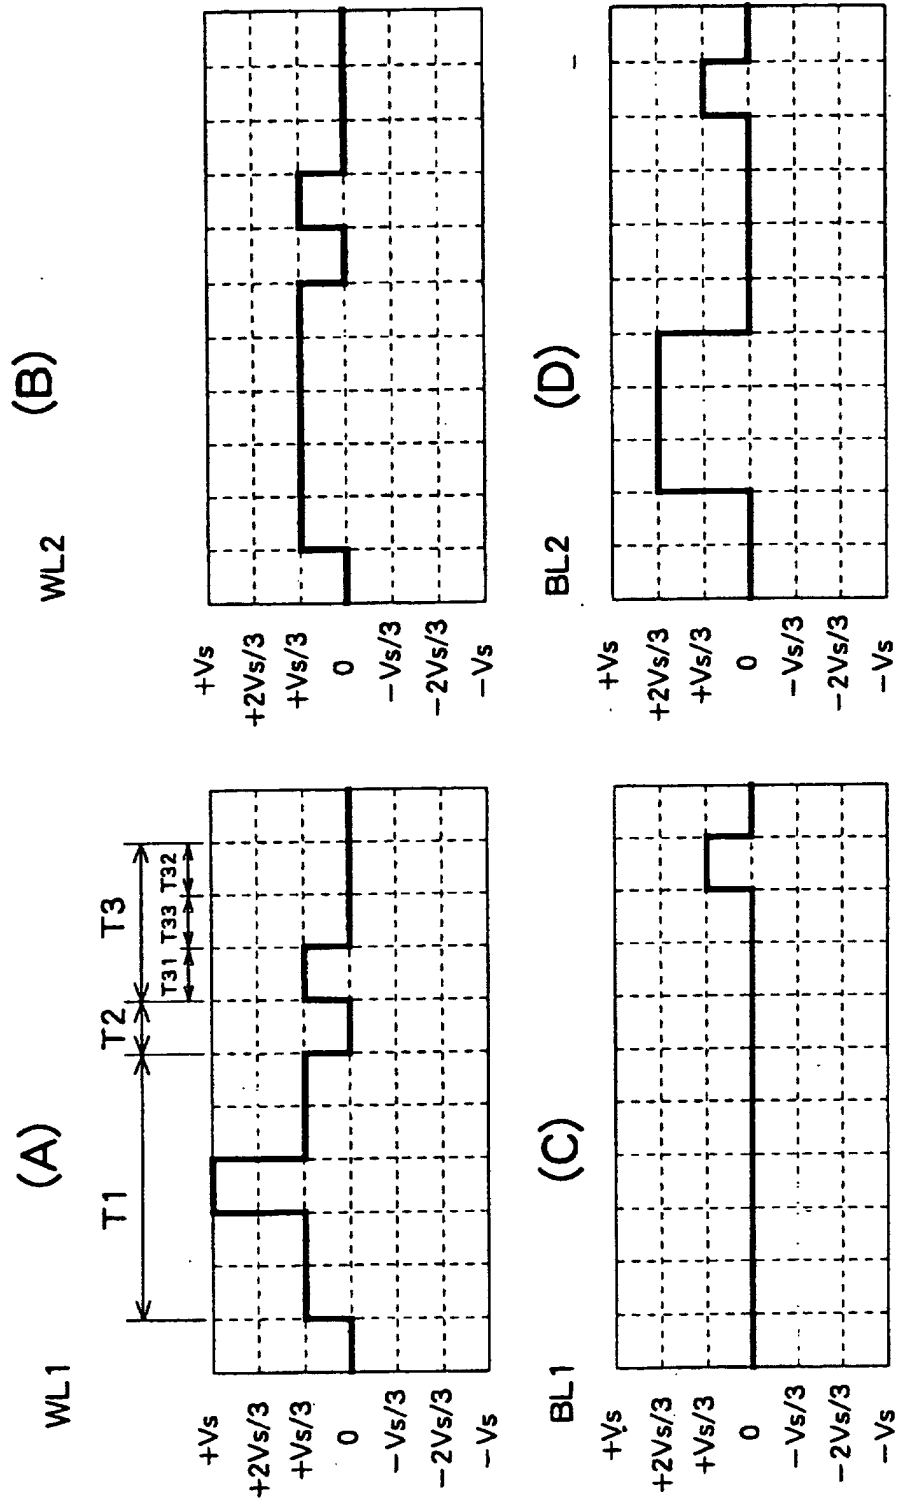 (A)
WL1
T1
T2
T3
T31
T33
T32
+Vs
+2Vs/3
+Vs/3
0
−Vs/3
−2Vs/3
−Vs
(B)
WL2
+Vs
+2Vs/3
+Vs/3
0
−Vs/3
−2Vs/3
−Vs
(C)
BL1
+Vs
+2Vs/3
+Vs/3
0
−Vs/3
−2Vs/3
−Vs
(D)
BL2
+Vs
+2Vs/3
+Vs/3
0
−Vs/3
−2Vs/3
−Vs